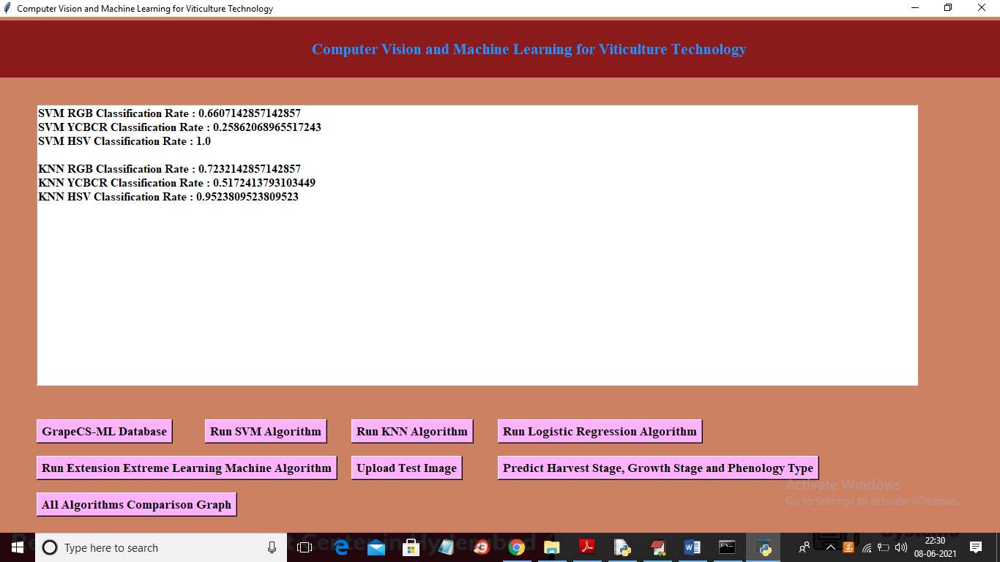 Computer Vision and Machine Learning for Viticulture Technology
Computer Vision and Machine Learning for Viticulture Technology
SVM RGB Classification Rate : 0.6607142857142857
SVM YCBCR Classification Rate : 0.25862068965517243
SVM HSV Classification Rate : 1.0
KNN RGB Classification Rate : 0.7232142857142857
KNN YCBCR Classification Rate : 0.5172413793103449
KNN HSV Classification Rate : 0.9523809523809523
GrapeCS-ML Database
Run SVM Algorithm
Run KNN Algorithm
Run Logistic Regression Algorithm
Run Extension Extreme Learning Machine Algorithm
Upload Test Image
Predict Harvest Stage, Growth Stage and Phenology Type
All Algorithms Comparison Graph
Activate Windows
Go to Settings to activate Windows.
Type here to search
22:30
08-06-2021